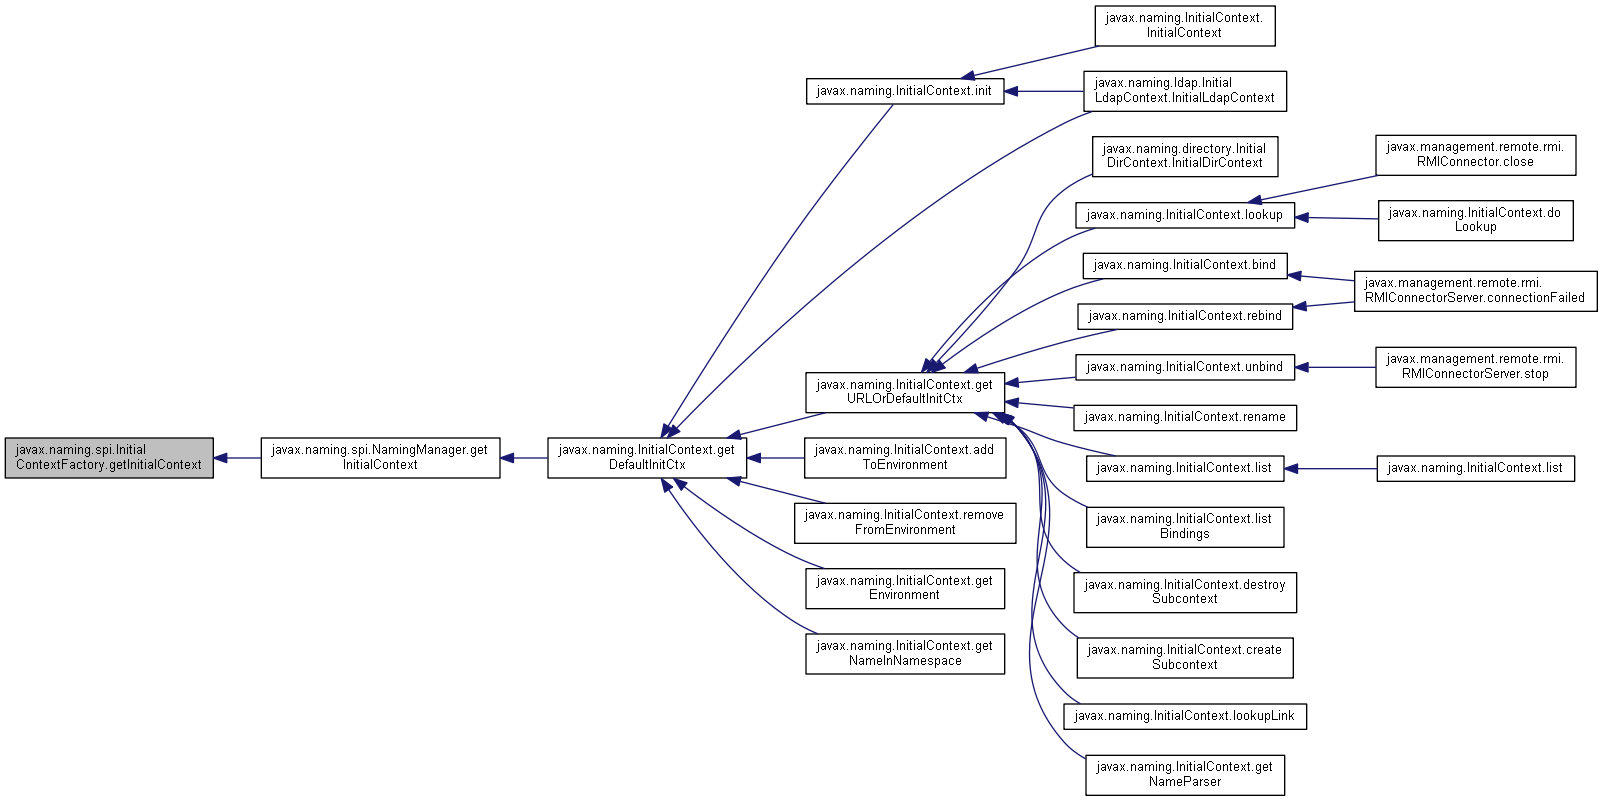 javax.naming.spi.Initial
ContextFactory.getInitialContext
javax.naming.spi.NamingManager.get
InitialContext
javax.naming.InitialContext.get
DefaultInitCtx
javax.naming.InitialContext.init
javax.naming.InitialContext.get
URLOrDefaultInitCtx
javax.naming.InitialContext.add
ToEnvironment
javax.naming.InitialContext.remove
FromEnvironment
javax.naming.InitialContext.get
Environment
javax.naming.InitialContext.get
NameInNamespace
javax.naming.InitialContext.
InitialContext
javax.naming.ldap.Initial
LdapContext.InitialLdapContext
javax.naming.directory.Initial
DirContext.InitialDirContext
javax.naming.InitialContext.lookup
javax.naming.InitialContext.bind
javax.naming.InitialContext.rebind
javax.naming.InitialContext.unbind
javax.naming.InitialContext.rename
javax.naming.InitialContext.list
javax.naming.InitialContext.list
Bindings
javax.naming.InitialContext.destroy
Subcontext
javax.naming.InitialContext.create
Subcontext
javax.naming.InitialContext.lookupLink
javax.naming.InitialContext.get
NameParser
javax.management.remote.rmi.
RMIConnector.close
javax.naming.InitialContext.do
Lookup
javax.management.remote.rmi.
RMIConnectorServer.connectionFailed
javax.management.remote.rmi.
RMIConnectorServer.stop
javax.naming.InitialContext.list